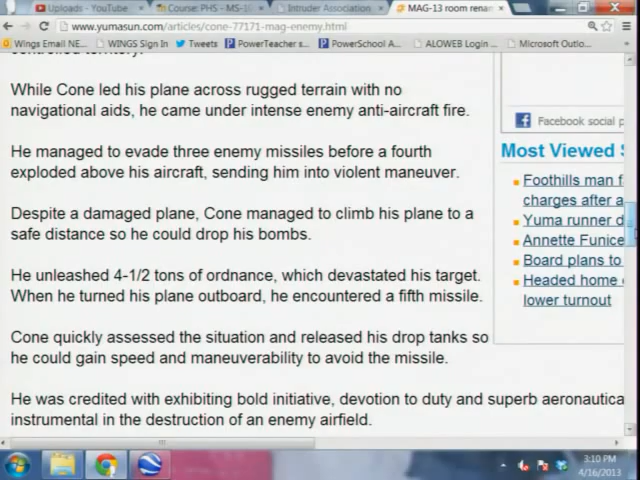 Uploads - YouTube
Course: PHS - MS-10
Intruder Association
MAG-13 room renam
www.yumasun.com/articles/cone-77171-mag-enemy.html
Wings Email NE...
WINGS Sign In
Tweets
PowerTeacher s...
PowerSchool A...
ALOWEB Login ...
Microsoft Outlo...
While Cone led his plane across rugged terrain with no
navigational aids, he came under intense enemy anti-aircraft fire.
He managed to evade three enemy missiles before a fourth
exploded above his aircraft, sending him into violent maneuver.
Despite a damaged plane, Cone managed to climb his plane to a
safe distance so he could drop his bombs.
He unleashed 4-1/2 tons of ordnance, which devastated his target.
When he turned his plane outboard, he encountered a fifth missile.
Cone quickly assessed the situation and released his drop tanks so
he could gain speed and maneuverability to avoid the missile.
He was credited with exhibiting bold initiative, devotion to duty and superb aeronautica
instrumental in the destruction of an enemy airfield.
Facebook social p
Most Viewed S
Foothills man f
charges after a
Yuma runner d
Annette Funice
Board plans to
Headed home
lower turnout
3:10 PM
4/16/2013